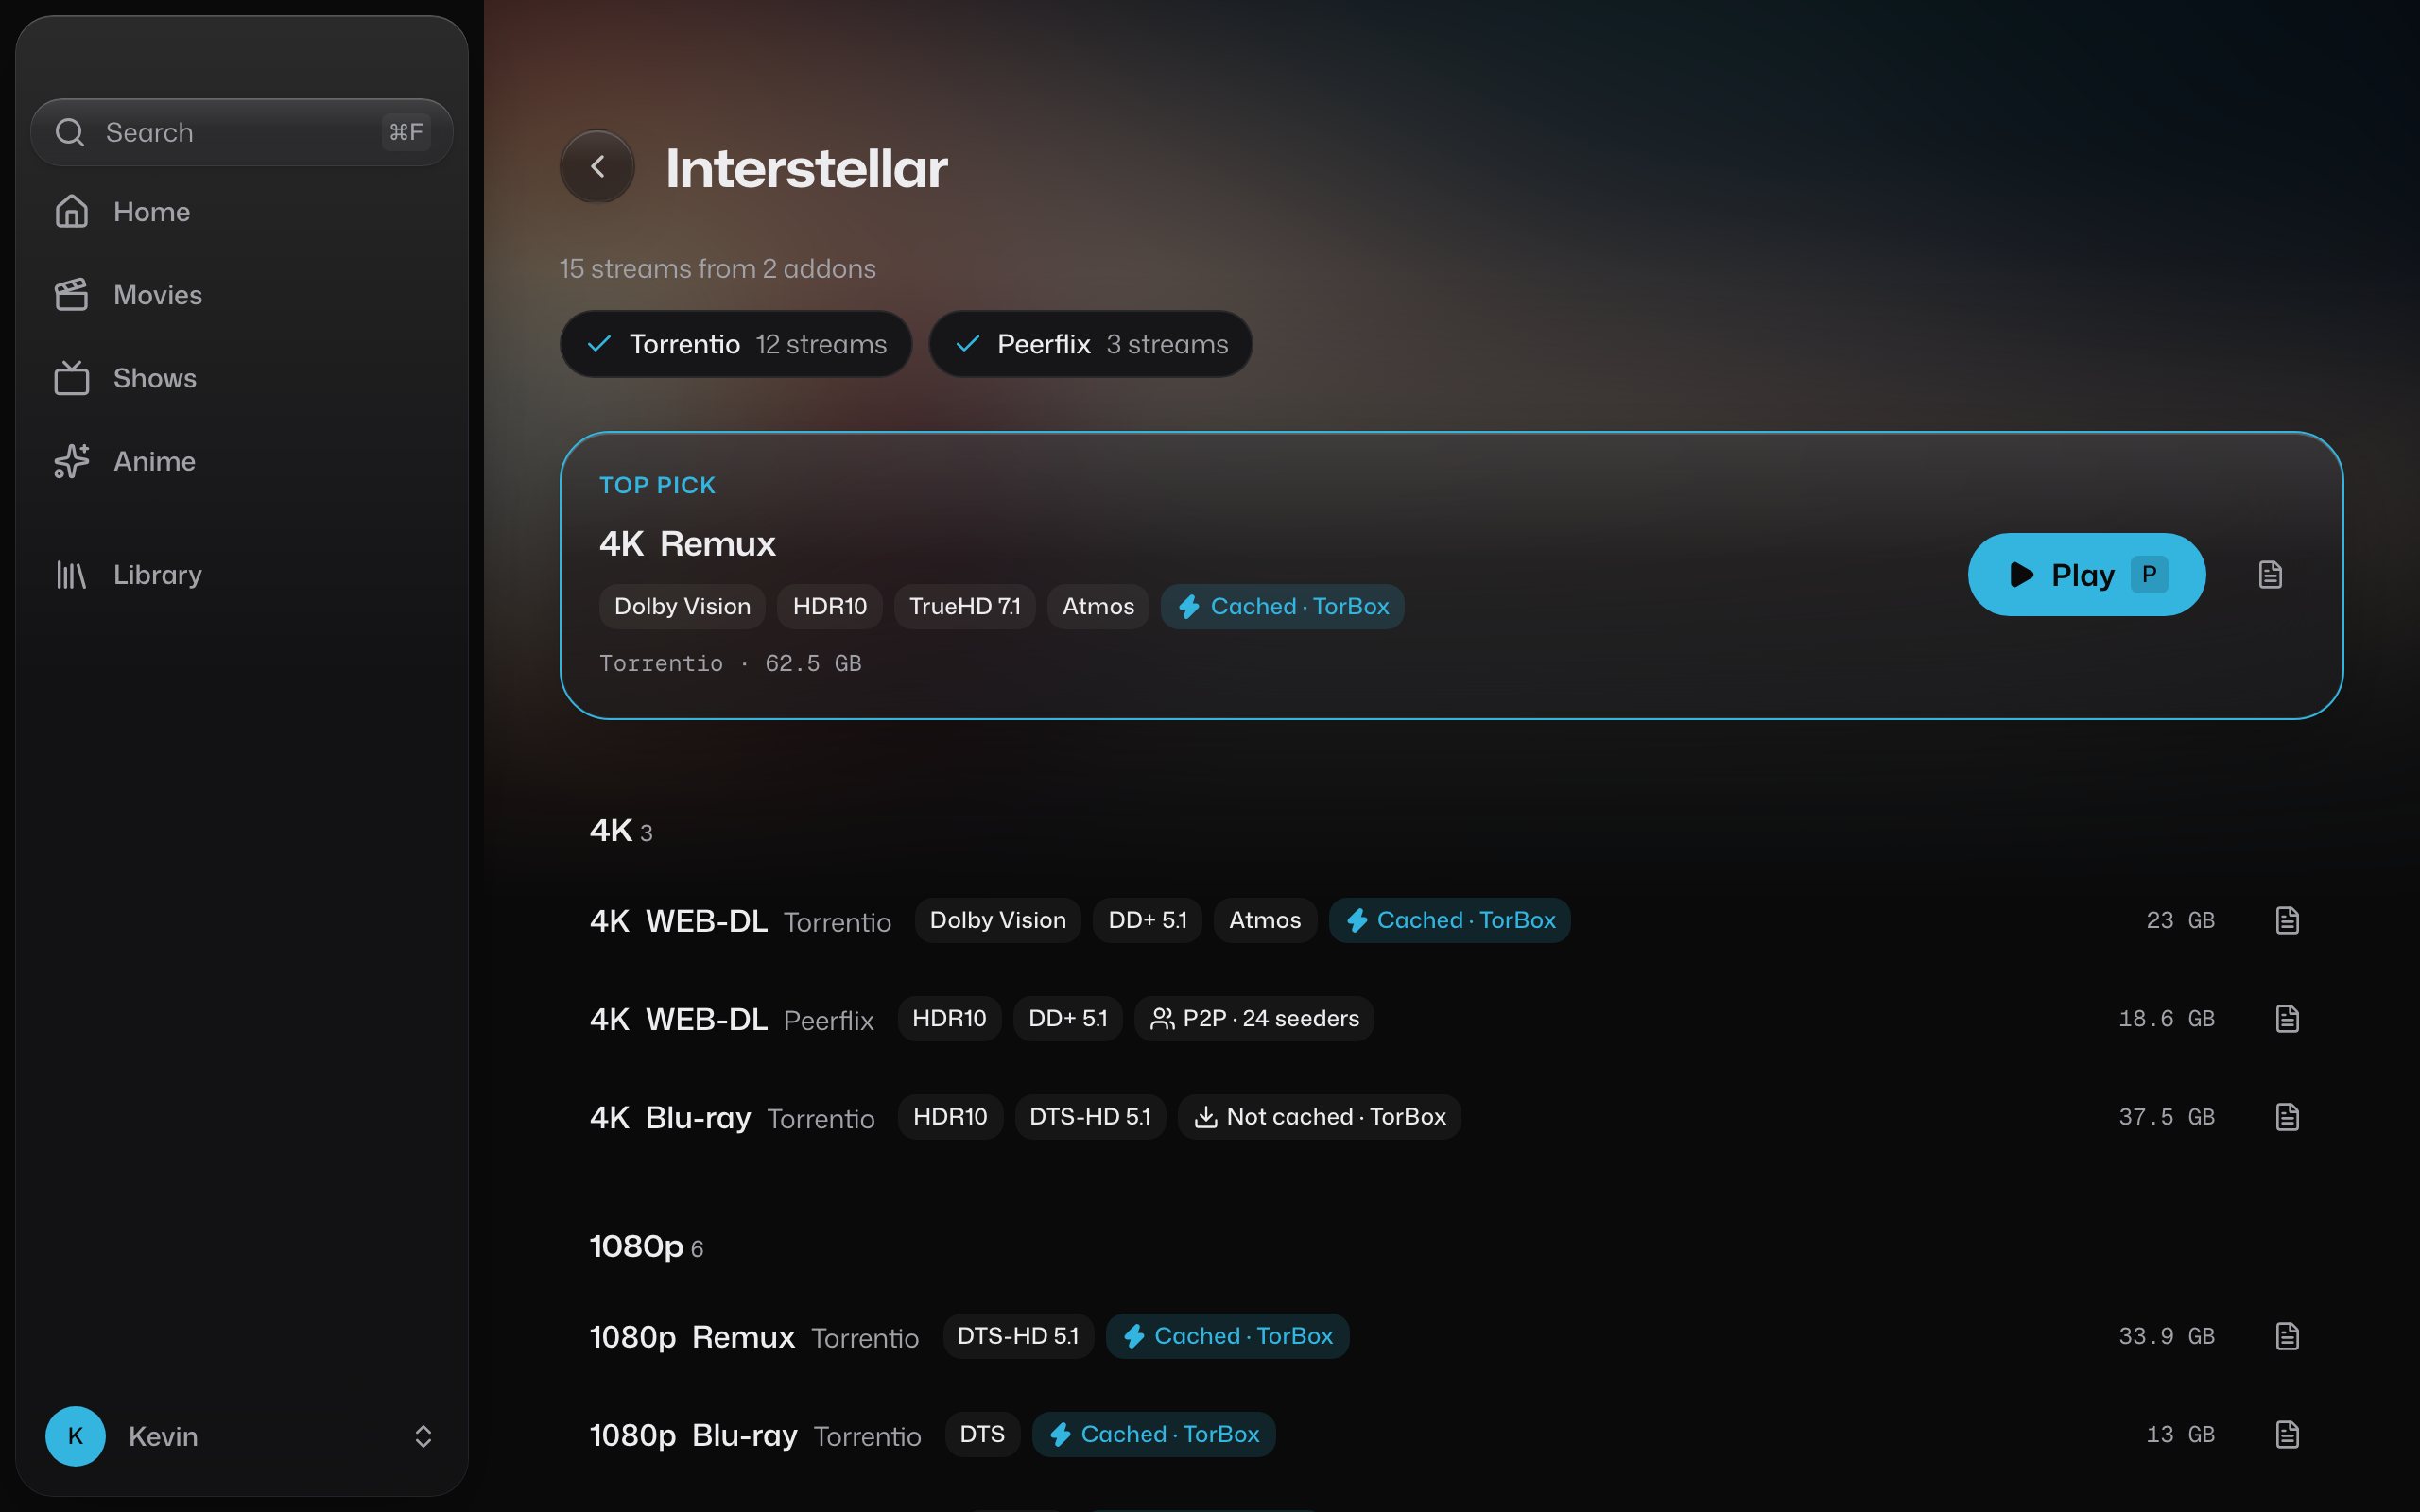 Search ⌘F
Home
Movies
Shows
Anime
Library
K Kevin
Interstellar
15 streams from 2 addons
Torrentio 12 streams Peerflix 3 streams
TOP PICK
4K Remux
Dolby Vision HDR10 TrueHD 7.1 Atmos Cached · TorBox
Torrentio · 62.5 GB
Play P
4K 3
4K WEB-DL Torrentio Dolby Vision DD+ 5.1 Atmos Cached · TorBox 23 GB
4K WEB-DL Peerflix HDR10 DD+ 5.1 P2P · 24 seeders 18.6 GB
4K Blu-ray Torrentio HDR10 DTS-HD 5.1 Not cached · TorBox 37.5 GB
1080p 6
1080p Remux Torrentio DTS-HD 5.1 Cached · TorBox 33.9 GB
1080p Blu-ray Torrentio DTS Cached · TorBox 13 GB